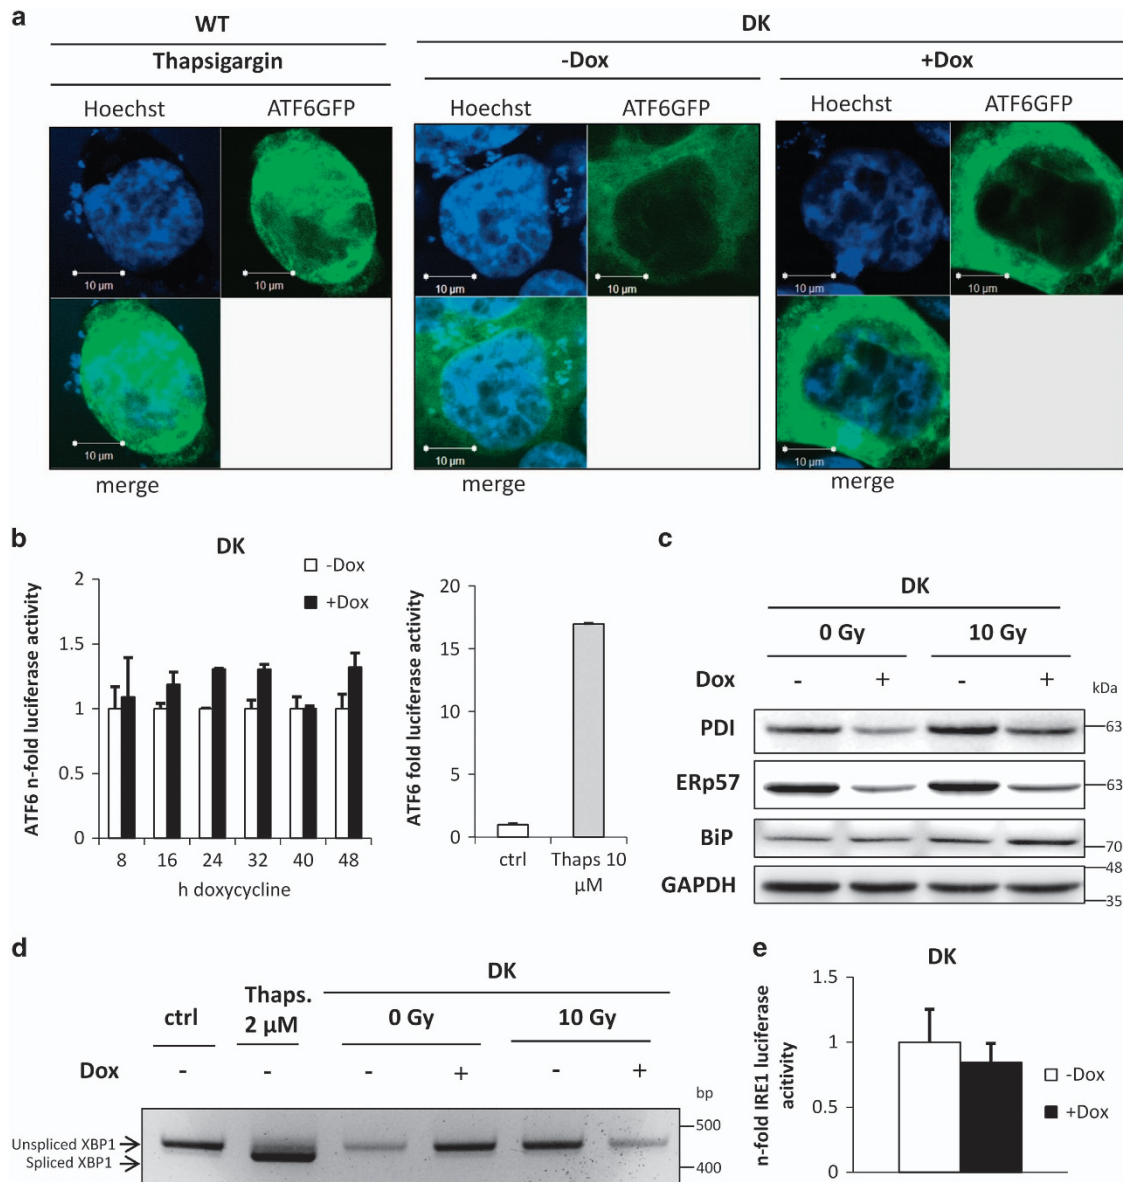 a
WT
DK
Thapsigargin
-Dox
+Dox
Hoechst
ATF6GFP
Hoechst
ATF6GFP
Hoechst
ATF6GFP
10 µm
10 µm
10 µm
10 µm
10 µm
10 µm
10 µm
10 µm
10 µm
merge
merge
merge
b
DK
-Dox
+Dox
ATF6 n-fold luciferase activity
2
1.5
1
0.5
0
8 16 24 32 40 48
h doxycycline
ATF6 fold luciferase activity
20
15
10
5
0
ctrl
Thaps 10
µM
c
DK
0 Gy
10 Gy
Dox - + - +
kDa
PDI
63
ERp57
63
BiP
70
48
GAPDH
35
d
DK
ctrl
Thaps.
2 µM
0 Gy
10 Gy
Dox - - - + - +
bp
Unspliced XBP1
Spliced XBP1
500
400
e
DK
n-fold IRE1 luciferase
acitivity
1.5
1
0.5
0
-Dox
+Dox